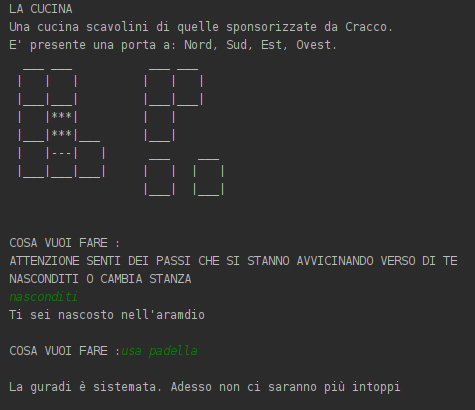 LA CUCINA
Una cucina scavolini di quelle sponsorizzate da Cracco.
E' presente una porta a: Nord, Sud, Est, Ovest.
COSA VUOI FARE :
ATTENZIONE SENTI DEI PASSI CHE SI STANNO AVVICINANDO VERSO DI TE
NASCONDITI O CAMBIA STANZA
nasconditi
Ti sei nascosto nell'aramdio
COSA VUOI FARE :usa padella
La guradi è sistemata. Adesso non ci saranno più intoppi